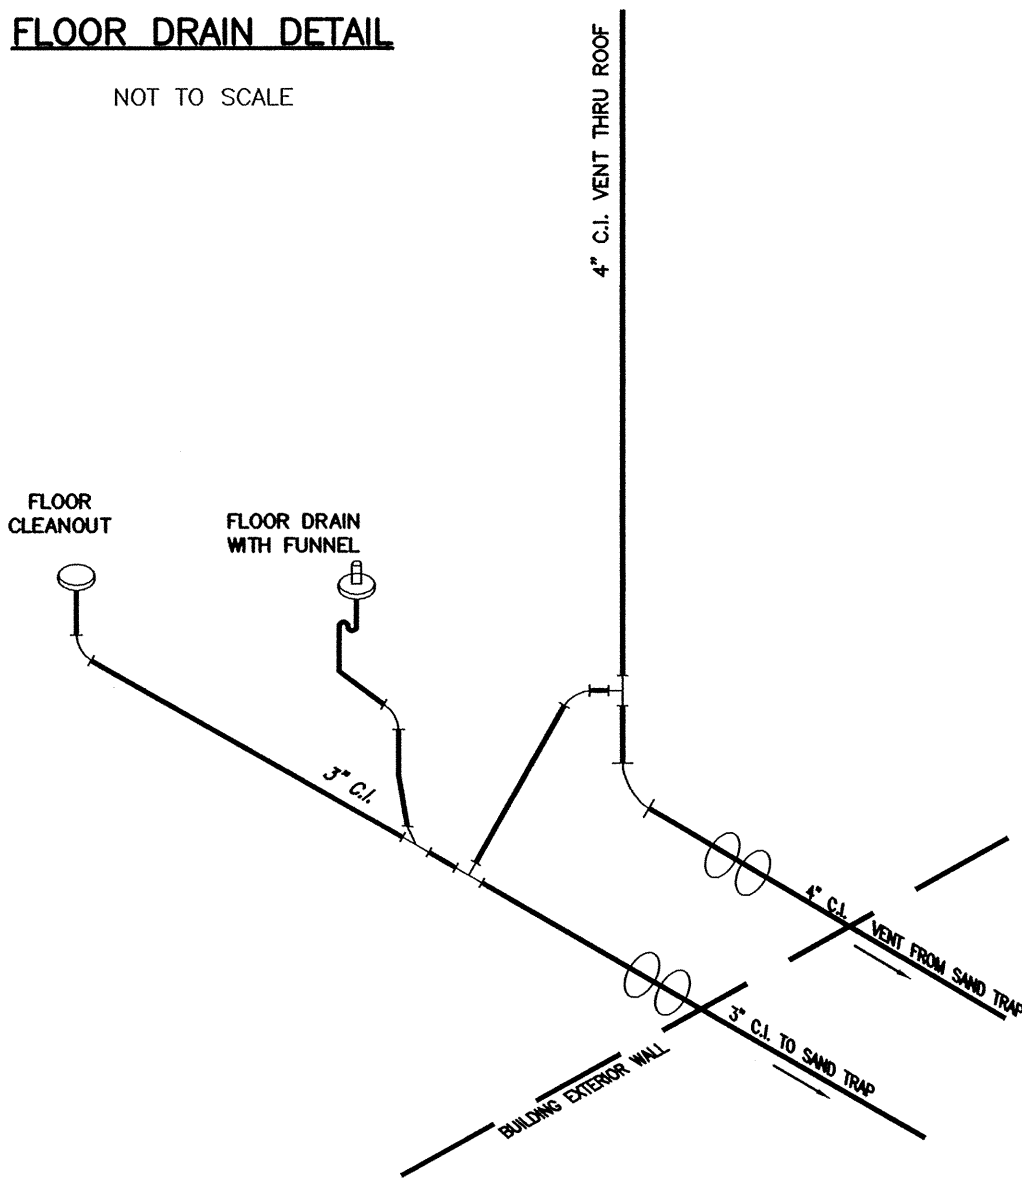 FLOOR DRAIN DETAIL
NOT TO SCALE
4" C.I. VENT THRU ROOF
FLOOR
CLEANOUT
FLOOR DRAIN
WITH FUNNEL
3" C.I.
4" C.I. VENT FROM SAND TRAP
3" C.I. TO SAND TRAP
BUILDING EXTERIOR WALL